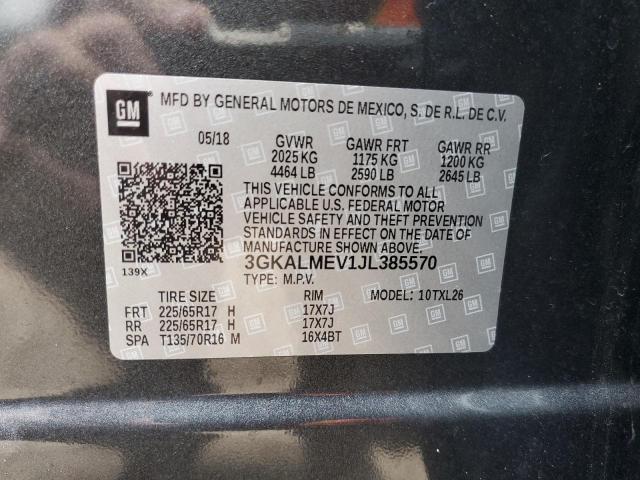 GM
MFD BY GENERAL MOTORS DE MEXICO, S. DE R.L. DE C.V.
05/18 GVWR GAWR FRT GAWR RR
2025 KG 1175 KG 1200 KG
4464 LB 2590 LB 2645 LB
THIS VEHICLE CONFORMS TO ALL
APPLICABLE U.S. FEDERAL MOTOR
VEHICLE SAFETY AND THEFT PREVENTION
STANDARDS IN EFFECT ON THE DATE OF
MANUFACTURE SHOWN ABOVE.
139X
3GKALMEV1JL385570
TYPE: M.P.V.
TIRE SIZE RIM MODEL: 10TXL26
FRT 225/65R17 H 17X7J
RR 225/65R17 H 17X7J
SPA T135/70R16 M 16X4BT